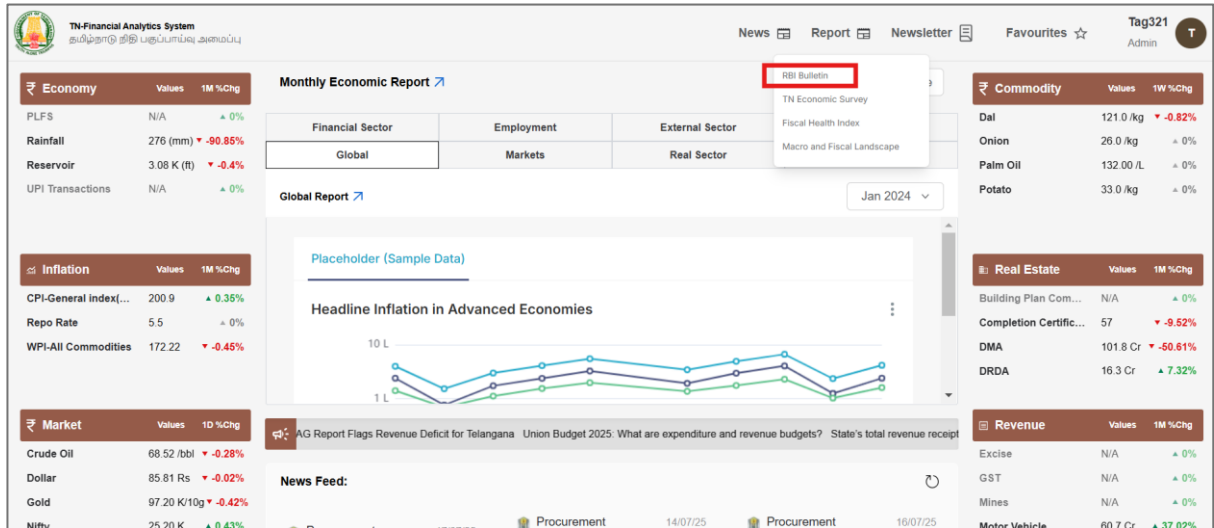 TN-Financial Analytics System
தமிழ்நாடு நிதி பகுப்பாய்வு அமைப்பு
News
Report
Newsletter
Favourites
Tag321
Admin
T
RBI Bulletin
TN Economic Survey
Fiscal Health Index
Macro and Fiscal Landscape
₹ Economy Values 1M %Chg
PLFS N/A ▲ 0%
Rainfall 276 (mm) ▼ -90.85%
Reservoir 3.08 K (ft) ▼ -0.4%
UPI Transactions N/A ▲ 0%
Inflation Values 1M %Chg
CPI-General index(... 200.9 ▲ 0.35%
Repo Rate 5.5 ▲ 0%
WPI-All Commodities 172.22 ▼ -0.45%
₹ Market Values 1D %Chg
Crude Oil 68.52 /bbl ▼ -0.28%
Dollar 85.81 Rs ▼ -0.02%
Gold 97.20 K/10g ▼ -0.42%
Nifty 25.20 K ▲ 0.43%
Monthly Economic Report
Financial Sector Employment External Sector
Global Markets Real Sector
Global Report
Jan 2024
Placeholder (Sample Data)
Headline Inflation in Advanced Economies
10 L
1 L
AG Report Flags Revenue Deficit for Telangana Union Budget 2025: What are expenditure and revenue budgets? State's total revenue receipt
News Feed:
Procurement 14/07/25
Procurement 16/07/25
₹ Commodity Values 1W %Chg
Dal 121.0 /kg ▼ -0.82%
Onion 26.0 /kg ▲ 0%
Palm Oil 132.00 /L ▲ 0%
Potato 33.0 /kg ▲ 0%
Real Estate Values 1M %Chg
Building Plan Com... N/A ▲ 0%
Completion Certific... 57 ▼ -9.52%
DMA 101.8 Cr ▼ -50.61%
DRDA 16.3 Cr ▲ 7.32%
Revenue Values 1M %Chg
Excise N/A ▲ 0%
GST N/A ▲ 0%
Mines N/A ▲ 0%
Motor Vehicle 60.7 Cr ▲ 37.02%